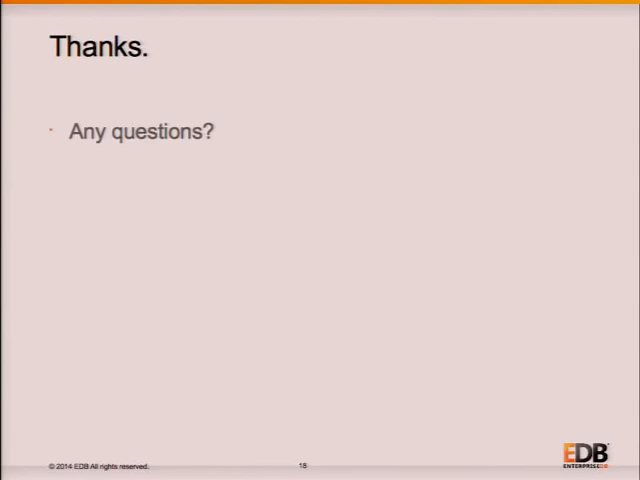 Thanks.
· Any questions?
© 2014 EDB All rights reserved.
18
EDB
ENTERPRISEDB